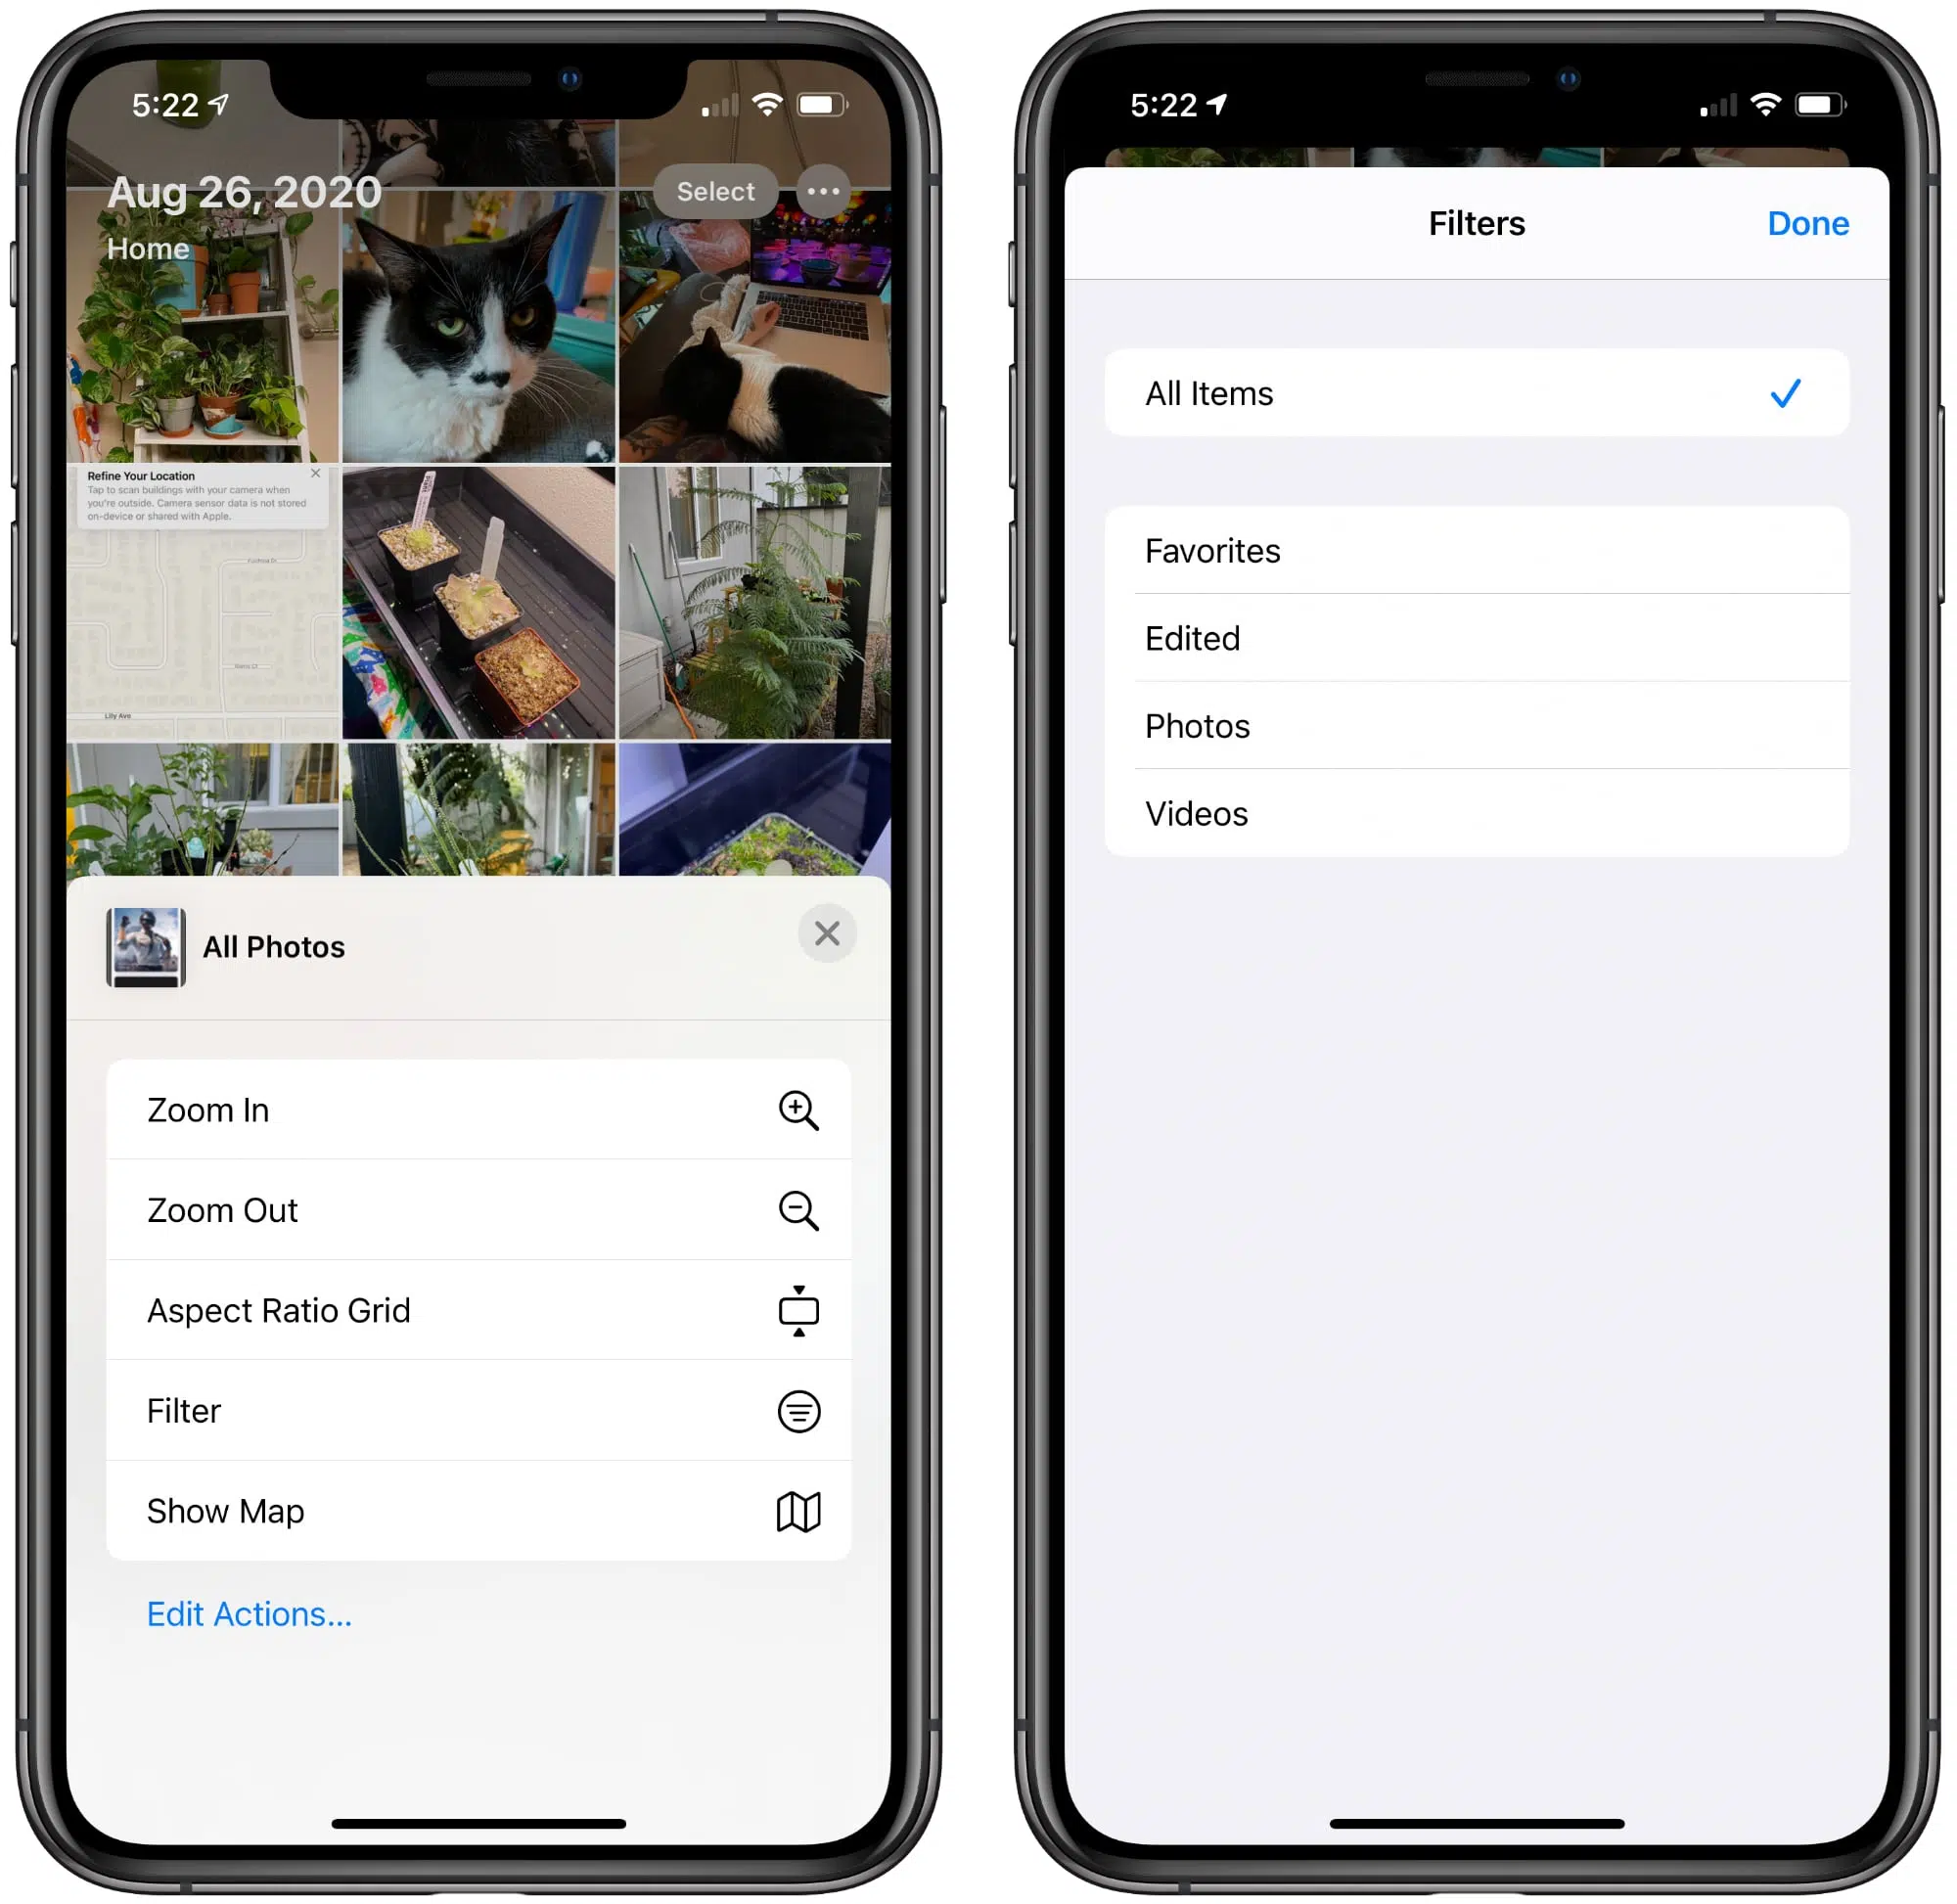 5:22
Aug 26, 2020
Select
Home
Refine Your Location
Tap to scan buildings with your camera when
you're outside. Camera sensor data is not stored
on-device or shared with Apple.
Lily Ave
All Photos
Zoom In
Zoom Out
Aspect Ratio Grid
Filter
Show Map
Edit Actions...
5:22
Filters
Done
All Items
Favorites
Edited
Photos
Videos